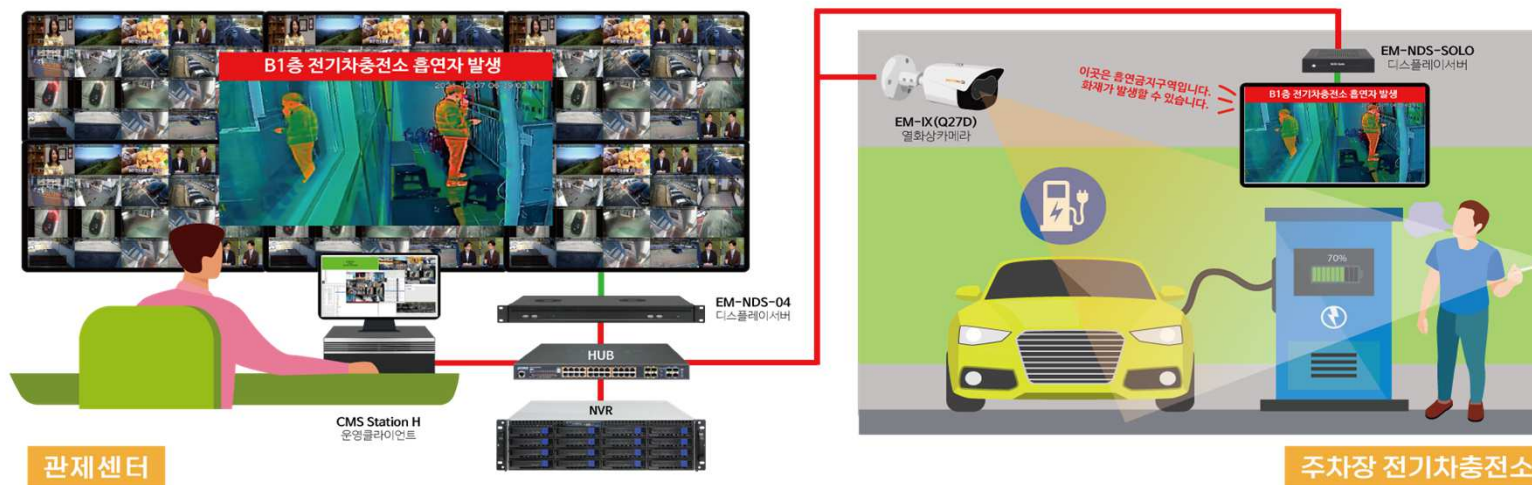 B1층 전기차충전소 흡연자 발생
EM-NDS-04
디스플레이서버
HUB
NVR
CMS Station H
운영클라이언트
관제센터
EM-IX(Q27D)
열화상카메라
이곳은 흡연금지구역입니다.
화재가 발생할 수 있습니다.
EM-NDS-SOLO
디스플레이서버
B1층 전기차충전소 흡연자 발생
70%
주차장 전기차충전소